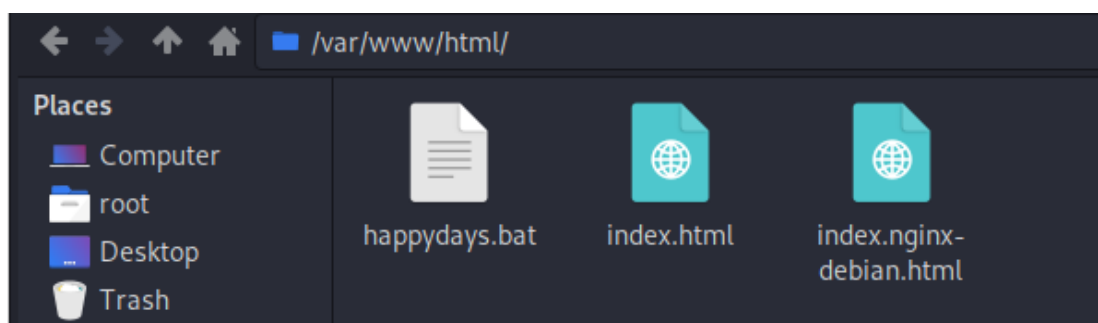 /var/www/html/
Places
Computer
root
Desktop
Trash
happydays.bat
index.html
index.nginx-
debian.html